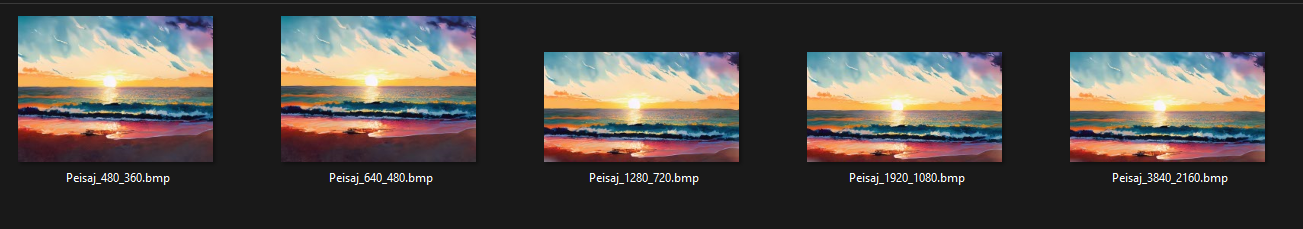 Peisaj_480_360.bmp
Peisaj_640_480.bmp
Peisaj_1280_720.bmp
Peisaj_1920_1080.bmp
Peisaj_3840_2160.bmp